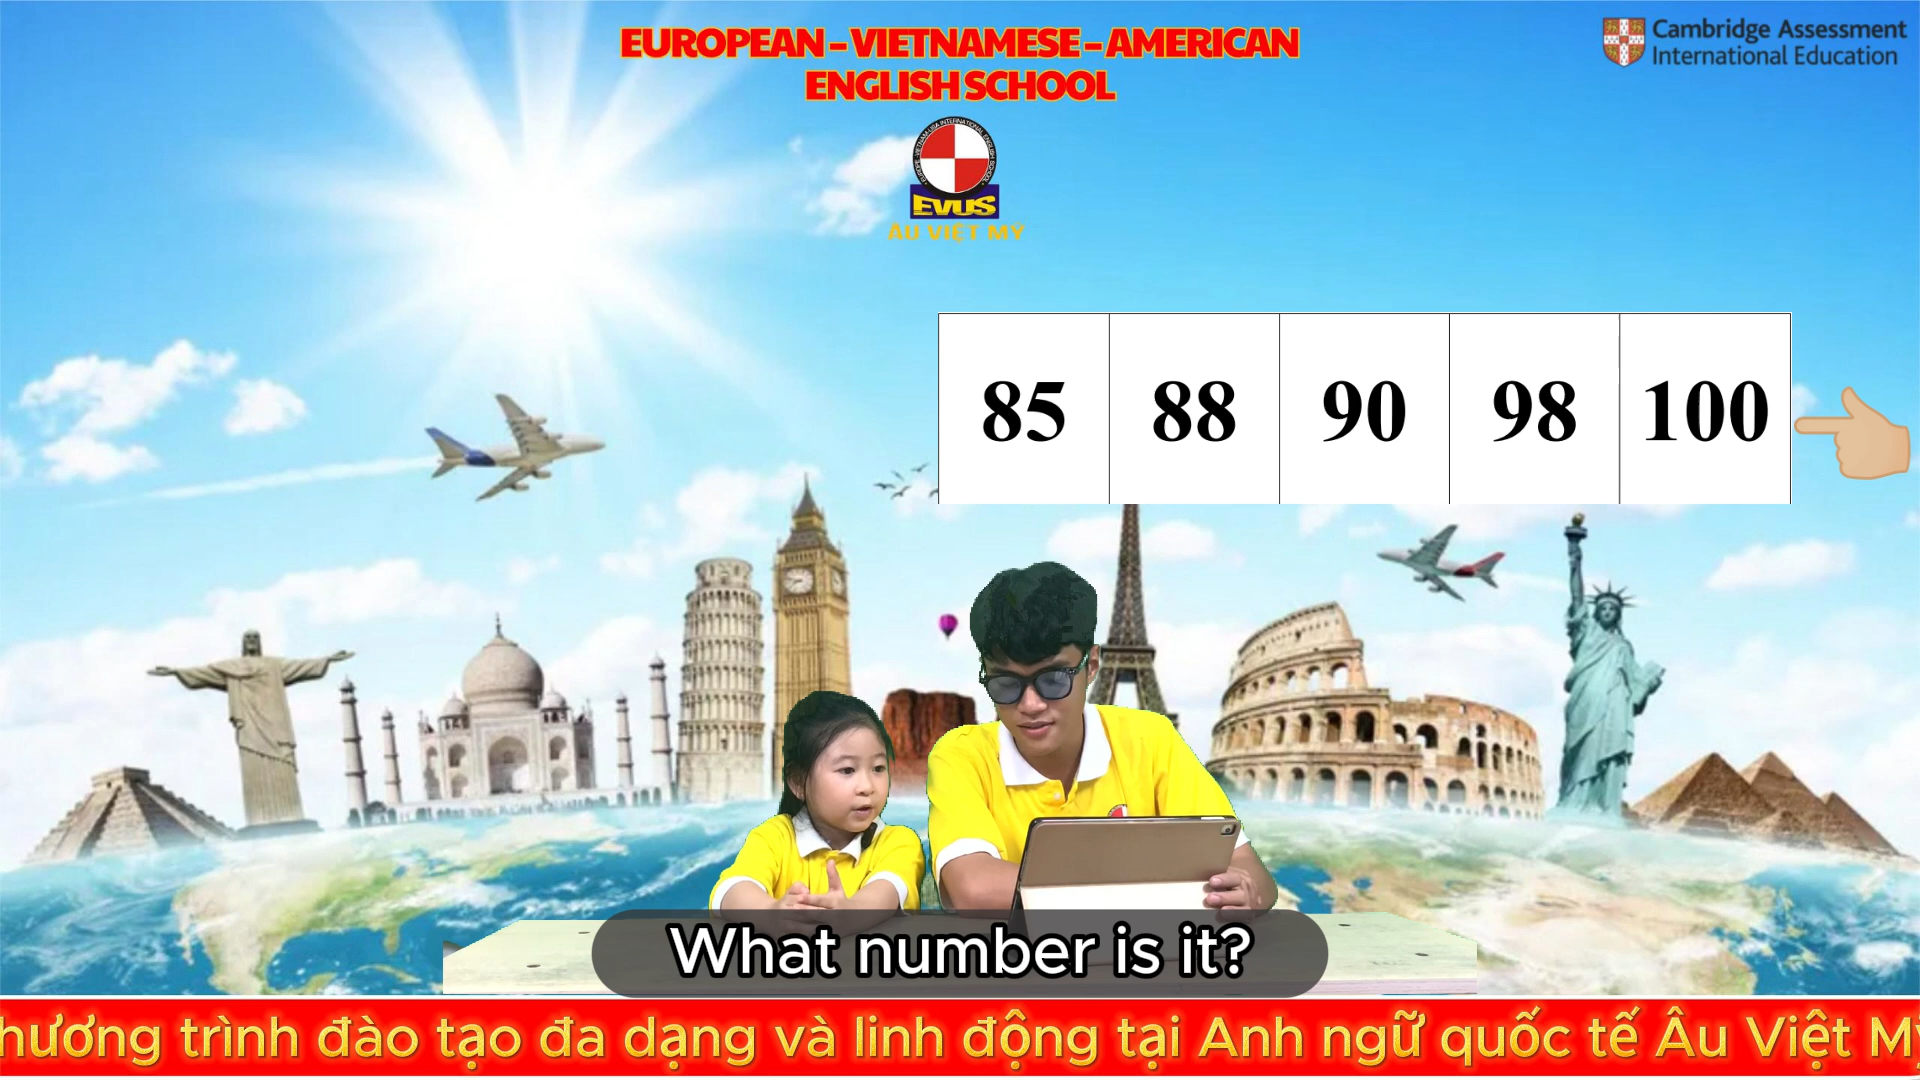 EUROPEAN - VIETNAMESE - AMERICAN
ENGLISH SCHOOL
Cambridge Assessment
International Education
EVUS
ÂU VIỆT MỸ
85 88 90 98 100
What number is it?
hương trình đào tạo đa dạng và linh động tại Anh ngữ quốc tế Âu Việt Mỹ